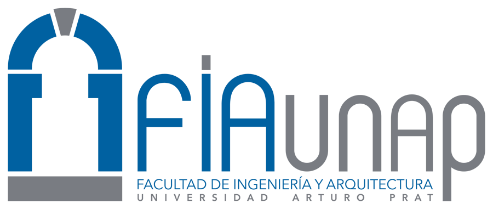 FiAUNAP
FACULTAD DE INGENIERÍA Y ARQUITECTURA
UNIVERSIDAD ARTURO PRAT